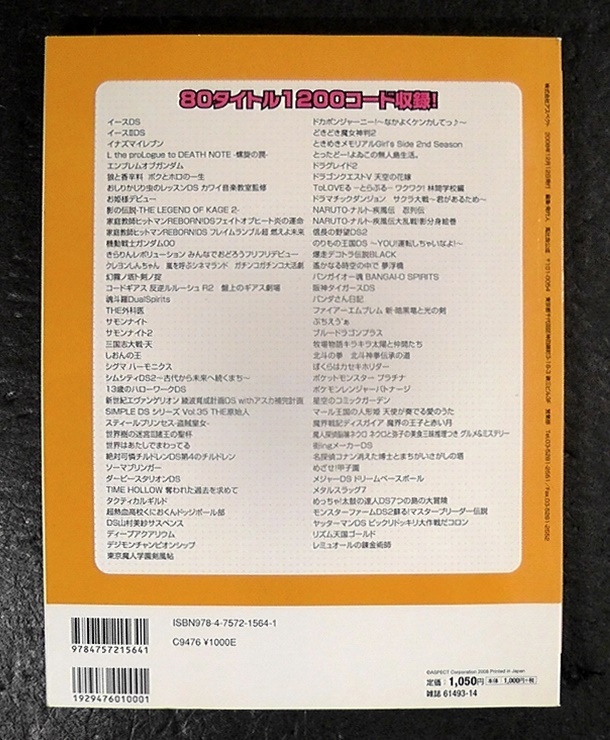 80タイトル1200コード収録!
イースDS
イースⅡDS
イナズマイレブン
L the proLogue to DEATH NOTE -螺旋の罠-
エンブレムオブガンダム
狼と香辛料 ボクとホロの一年
おしりかじり虫のレッスンDS カワイ音楽教室監修
お姫様デビュー
影の伝説-THE LEGEND OF KAGE 2-
家庭教師ヒットマンREBORN!DSフェイトオブヒート炎の運命
家庭教師ヒットマンREBORN!DS フレイムランブル超 燃えよ未来
機動戦士ガンダム00
きらりん☆レボリューション みんなでおどろうフリフリデビュー
クレヨンしんちゃん 嵐を呼ぶシネマランド ガチンコガチンコ大活劇
幻霧ノ塔ト剣ノ掟
コードギアス 反逆のルルーシュ R2 盤上のギアス劇場
魂斗羅DualSpirits
THE外科医
サモンナイト
サモンナイト2
三国志大戦・天
しおんの王
シグマ ハーモニクス
シムシティDS2〜古代から未来へ続くまち〜
13歳のハローワークDS
新世紀エヴァンゲリオン 綾波育成計画DS withアスカ補完計画
SIMPLE DS シリーズ Vol.35 THE原始人
スティールプリンセス-盗賊皇女-
世界樹の迷宮Ⅱ諸王の聖杯
世界はあたしでまわってる
絶対可憐チルドレンDS第4のチルドレン
ソーマブリンガー
ダービースタリオンDS
TIME HOLLOW 奪われた過去を求めて
タクティカルギルド
超熱血高校くにおくんドッジボール部
DS山村美紗サスペンス
ディープアクアリウム
デジモンチャンピオンシップ
東京魔人学園剣風帖
ドカポンジャーニー!〜なかよくケンカしてっ♪〜
どきどき魔女神判2
ときめきメモリアルGirl's Side 2nd Season
とったどー!よゐこの無人島生活。
ドラグレイド2
ドラゴンクエストⅤ 天空の花嫁
ToLOVEる -とらぶる- ワクワク! 林間学校編
ドラマチックダンジョン サクラ大戦〜君があるため〜
NARUTO-ナルト-疾風伝 忍列伝
NARUTO-ナルト-疾風伝大乱戦!影分身絵巻
信長の野望DS2
のりもの王国DS 〜YOU!運転しちゃいなよ!〜
爆走デコトラ伝説BLACK
遙かなる時空の中で 夢浮橋
バンガイオー魂 BANGAI-O SPIRITS
阪神タイガースDS
パンダさん日記
ファイアーエムブレム 新・暗黒竜と光の剣
ぷちえう゛ぁ
ブルードラゴンプラス
牧場物語キラキラ太陽と仲間たち
北斗の拳 北斗神拳伝承者の道
ぼくらはカセキホリダー
ポケットモンスター プラチナ
ポケモンレンジャーバトナージ
星空のコミックガーデン
マール王国の人形姫 天使が奏でる愛のうた
魔界戦記ディスガイア 魔界の王子と赤い月
魔人探偵脳噛ネウロ ネウロと弥子の美食三昧推理つき グルメ&ミステリー
街ingメーカーDS
名探偵コナン消えた博士とまちがいさがしの塔
めざせ!甲子園
メジャーDS ドリームベースボール
メタルスラッグ7
めっちゃ!太鼓の達人DS7つの島の大冒険
モンスターファームDS2蘇る!マスターブリーダー伝説
ヤッターマンDS ビックリドッキリ大作戦だコロン
リズム天国ゴールド
レミュオールの錬金術師
ISBN978-4-7572-1564-1
C9476 ¥1000E
9784757215641
1929476010001
©ASPECT Corporation 2008 Printed in Japan
定価:1,050円 本体 1,000円+税
雑誌 61493-14